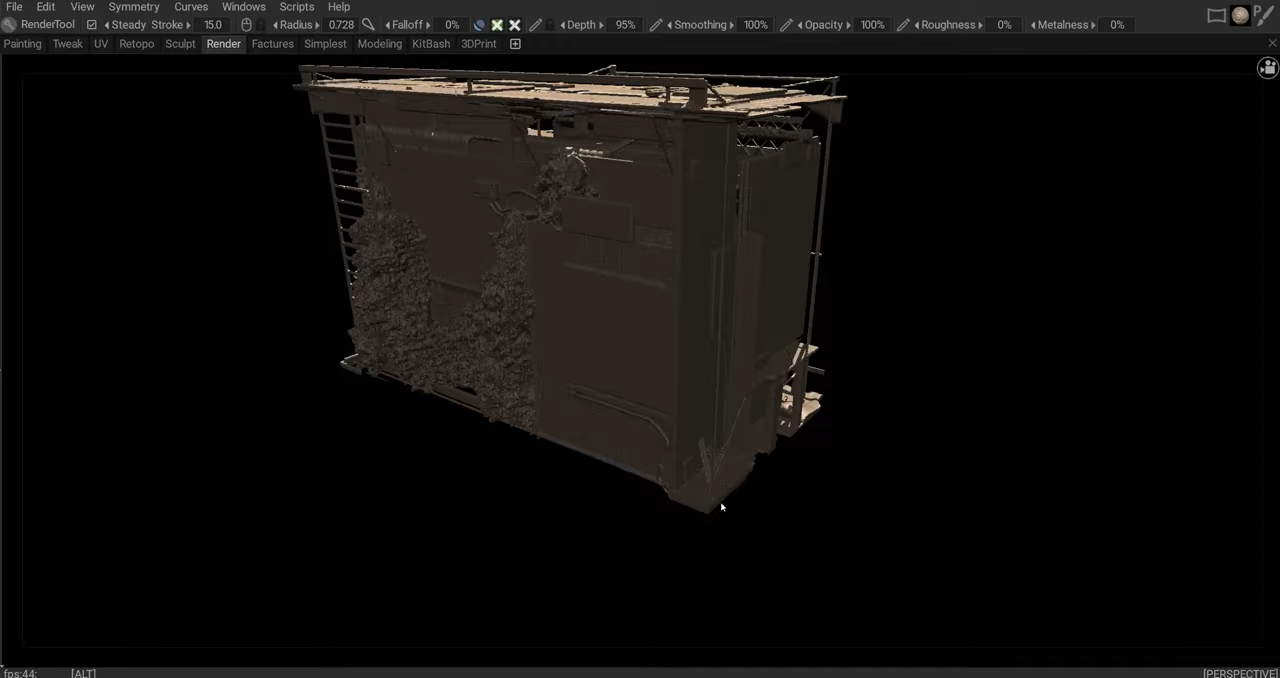 File Edit View Symmetry Curves Windows Scripts Help
RenderTool Steady Stroke 15.0 Radius 0.728 Falloff 0% Depth 95% Smoothing 100% Opacity 100% Roughness 0% Metalness 0%
Painting Tweak UV Retopo Sculpt Render Factures Simplest Modeling KitBash 3DPrint
fps:44: [ALT] [PERSPECTIVE]